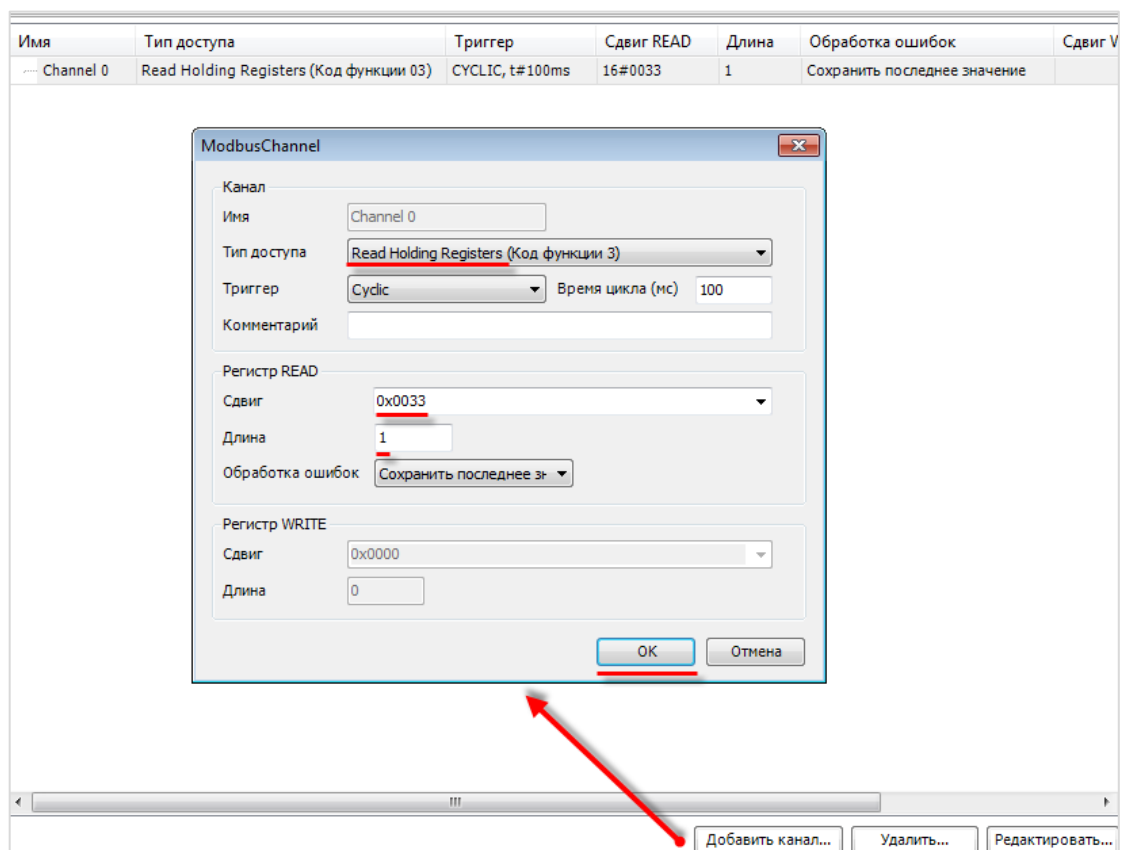 Имя Тип доступа Триггер Сдвиг READ Длина Обработка ошибок Сдвиг W
Channel 0 Read Holding Registers (Код функции 03) CYCLIC, t#100ms 16#0033 1 Сохранить последнее значение
ModbusChannel
Канал
Имя Channel 0
Тип доступа Read Holding Registers (Код функции 3)
Триггер Cyclic Время цикла (мс) 100
Комментарий
Регистр READ
Сдвиг 0x0033
Длина 1
Обработка ошибок Сохранить последнее зн
Регистр WRITE
Сдвиг 0x0000
Длина 0
OK Отмена
Добавить канал... Удалить... Редактировать...